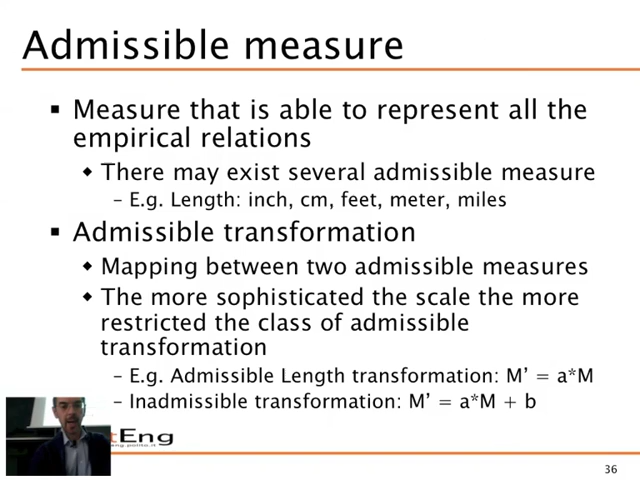 Admissible measure
▪ Measure that is able to represent all the
empirical relations
◆ There may exist several admissible measure
– E.g. Length: inch, cm, feet, meter, miles
▪ Admissible transformation
◆ Mapping between two admissible measures
◆ The more sophisticated the scale the more
restricted the class of admissible
transformation
– E.g. Admissible Length transformation: M’ = a*M
– Inadmissible transformation: M’ = a*M + b
tEng
36